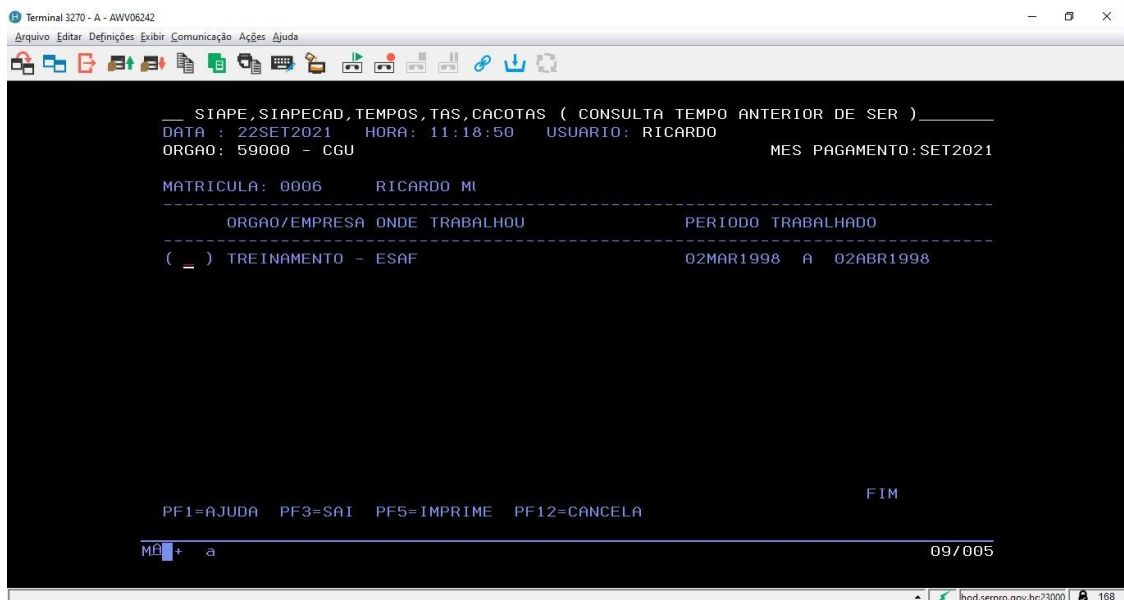 Terminal 3270 - A - AWV06242
Arquivo Editar Definições Exibir Comunicação Ações Ajuda
__ SIAPE,SIAPECAD,TEMPOS,TAS,CACOTAS ( CONSULTA TEMPO ANTERIOR DE SER )_______
DATA : 22SET2021 HORA: 11:18:50 USUARIO: RICARDO
ORGAO: 59000 - CGU MES PAGAMENTO:SET2021
MATRICULA: 0006 RICARDO MU
ORGAO/EMPRESA ONDE TRABALHOU PERIODO TRABALHADO
( _ ) TREINAMENTO - ESAF 02MAR1998 A 02ABR1998
FIM
PF1=AJUDA PF3=SAI PF5=IMPRIME PF12=CANCELA
MA + a 09/005
hod.serpro.gov.br:23000 168